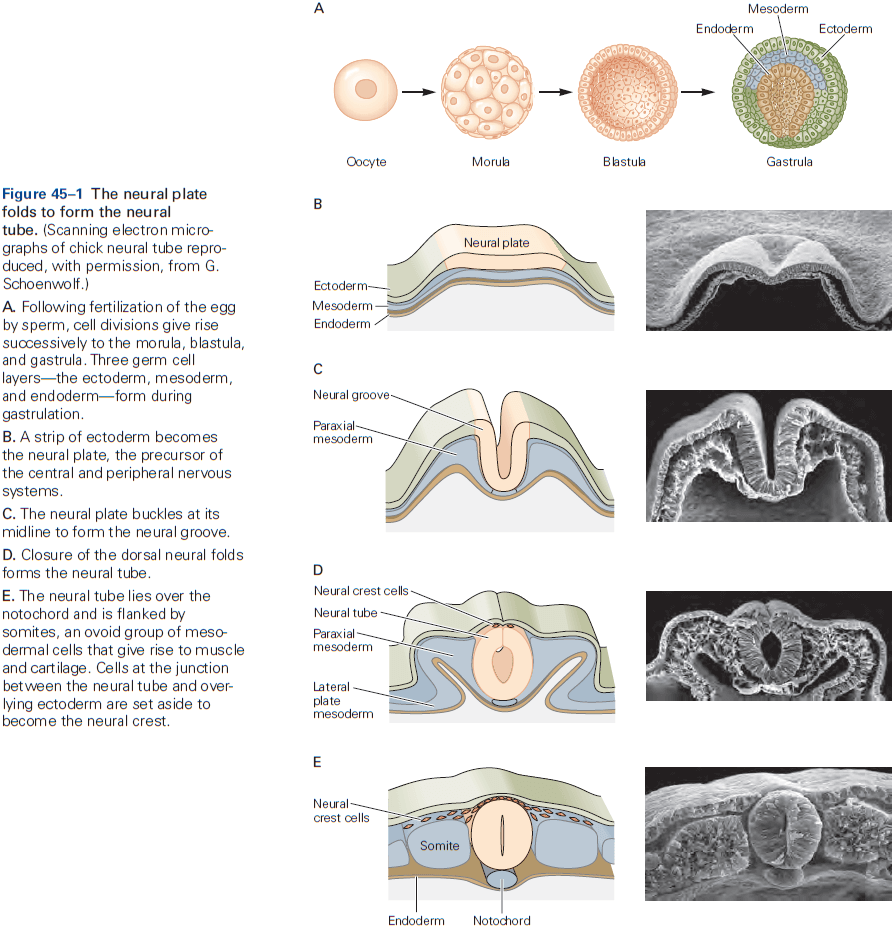 A
Mesoderm
Endoderm
Ectoderm
Oocyte
Morula
Blastula
Gastrula
Figure 45–1 The neural plate
folds to form the neural
tube. (Scanning electron micro-
graphs of chick neural tube repro-
duced, with permission, from G.
Schoenwolf.)
A. Following fertilization of the egg
by sperm, cell divisions give rise
successively to the morula, blastula,
and gastrula. Three germ cell
layers—the ectoderm, mesoderm,
and endoderm—form during
gastrulation.
B. A strip of ectoderm becomes
the neural plate, the precursor of
the central and peripheral nervous
systems.
C. The neural plate buckles at its
midline to form the neural groove.
D. Closure of the dorsal neural folds
forms the neural tube.
E. The neural tube lies over the
notochord and is flanked by
somites, an ovoid group of meso-
dermal cells that give rise to muscle
and cartilage. Cells at the junction
between the neural tube and over-
lying ectoderm are set aside to
become the neural crest.
B
Neural plate
Ectoderm
Mesoderm
Endoderm
C
Neural groove
Paraxial
mesoderm
D
Neural crest cells
Neural tube
Paraxial
mesoderm
Lateral
plate
mesoderm
E
Neural
crest cells
Somite
Endoderm
Notochord